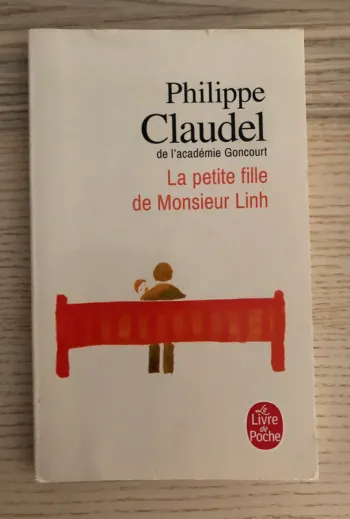 Philippe
Claudel
de l'académie Goncourt
La petite fille
de Monsieur Linh
Le
Livre
de
Poche